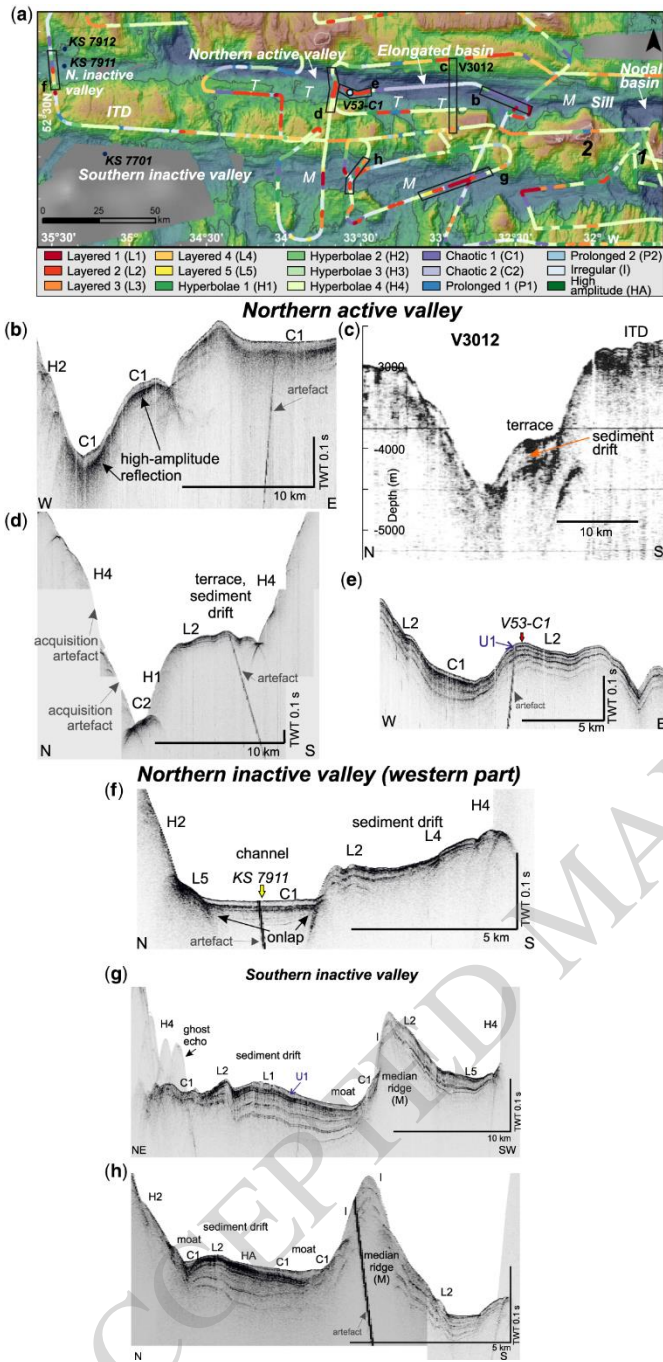 (a)
KS 7912
KS 7911
N. inactive
valley
Northern active valley
Elongated basin
c
V3012
N
Nodal
basin
f
T
T
e
V53-C1
d
T
T
b
M
Sill
52°30N
ITD
KS 7701
h
2
1
Southern inactive valley
M
M
g
0
25
50
km
35°30'
35°
34°
33°30'
33°
32°W
Layered 1 (L1)
Layered 4 (L4)
Hyperbolae 2 (H2)
Chaotic 1 (C1)
Prolonged 2 (P2)
Layered 2 (L2)
Layered 5 (L5)
Hyperbolae 3 (H3)
Chaotic 2 (C2)
Irregular (I)
Layered 3 (L3)
Hyperbolae 1 (H1)
Hyperbolae 4 (H4)
Prolonged 1 (P1)
High
amplitude (HA)
Northern active valley
(b)
H2
C1
C1
C1
artefact
high-amplitude
reflection
TWT 0.1 s
10 km
W
E
(c)
V3012
ITD
3000
terrace
sediment
drift
-4000
Depth (m)
-5000
10 km
N
S
(d)
H4
terrace,
sediment
drift
H4
L2
acquisition
artefact
H1
artefact
acquisition
artefact
C2
TWT 0.1 s
10 km
N
S
(e)
L2
V53-C1
U1
L2
C1
artefact
TWT 0.1 s
5 km
W
E
Northern inactive valley (western part)
(f)
H2
H4
sediment drift
L4
channel
L2
L5
KS 7911
C1
onlap
artefact
TWT 0.1 s
5 km
N
S
(g)
Southern inactive valley
H4
ghost
echo
I
L2
H4
sediment drift
L2
L1
U1
C1
moat
C1
median
ridge
(M)
L5
TWT 0.1 s
10 km
NE
SW
(h)
H2
I
sediment drift
moat
L2
moat
I
C1
HA
C1
C1
median
ridge
(M)
L2
artefact
TWT 0.1 s
5 km
N
S
ACCEPTED MA